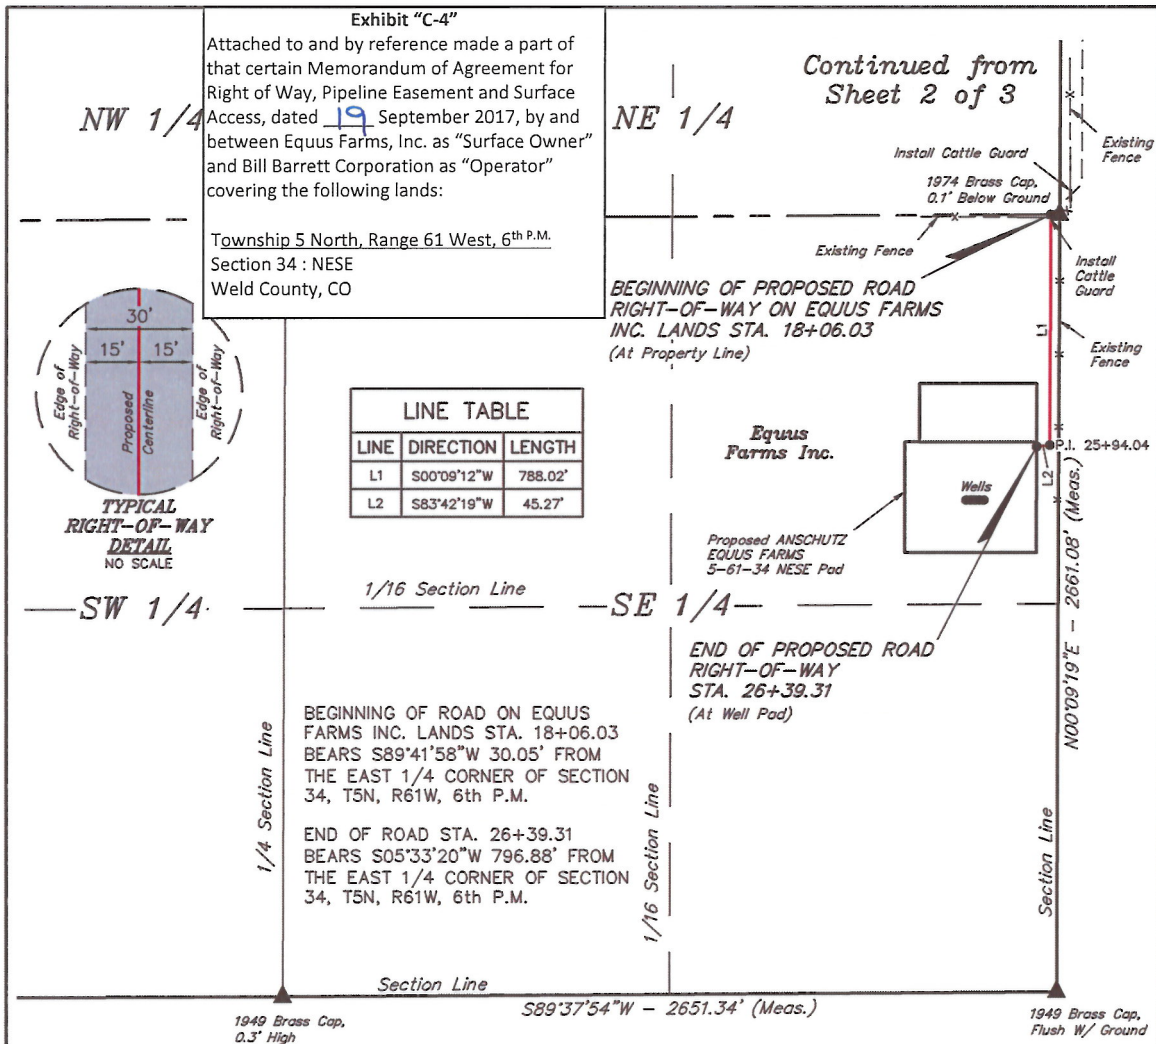 Exhibit "C-4"
Attached to and by reference made a part of
that certain Memorandum of Agreement for
Right of Way, Pipeline Easement and Surface
Access, dated 19 September 2017, by and
between Equus Farms, Inc. as "Surface Owner"
and Bill Barrett Corporation as "Operator"
covering the following lands:
Township 5 North, Range 61 West, 6th P.M.
Section 34 : NESE
Weld County, CO
NW 1/4
NE 1/4
Continued from
Sheet 2 of 3
Existing
Fence
Install Cattle Guard
1974 Brass Cap,
0.1' Below Ground
Existing Fence
Install
Cattle
Guard
BEGINNING OF PROPOSED ROAD
RIGHT-OF-WAY ON EQUUS FARMS
INC. LANDS STA. 18+06.03
(At Property Line)
L1
Existing
Fence
30'
15' 15'
Edge of
Right-of-Way
Proposed
Centerline
Edge of
Right-of-Way
TYPICAL
RIGHT-OF-WAY
DETAIL
NO SCALE
LINE TABLE
LINE DIRECTION LENGTH
L1 S00°09'12"W 788.02'
L2 S83°42'19"W 45.27'
Equus
Farms Inc.
P.I. 25+94.04
L2
Wells
Proposed ANSCHUTZ
EQUUS FARMS
5-61-34 NESE Pad
1/16 Section Line
SW 1/4
SE 1/4
END OF PROPOSED ROAD
RIGHT-OF-WAY
STA. 26+39.31
(At Well Pad)
N00°09'19"E - 2661.08' (Meas.)
BEGINNING OF ROAD ON EQUUS
FARMS INC. LANDS STA. 18+06.03
BEARS S89°41'58"W 30.05' FROM
THE EAST 1/4 CORNER OF SECTION
34, T5N, R61W, 6th P.M.
END OF ROAD STA. 26+39.31
BEARS S05°33'20"W 796.88' FROM
THE EAST 1/4 CORNER OF SECTION
34, T5N, R61W, 6th P.M.
1/4 Section Line
1/16 Section Line
Section Line
Section Line
S89°37'54"W - 2651.34' (Meas.)
1949 Brass Cap,
0.3' High
1949 Brass Cap,
Flush W/ Ground